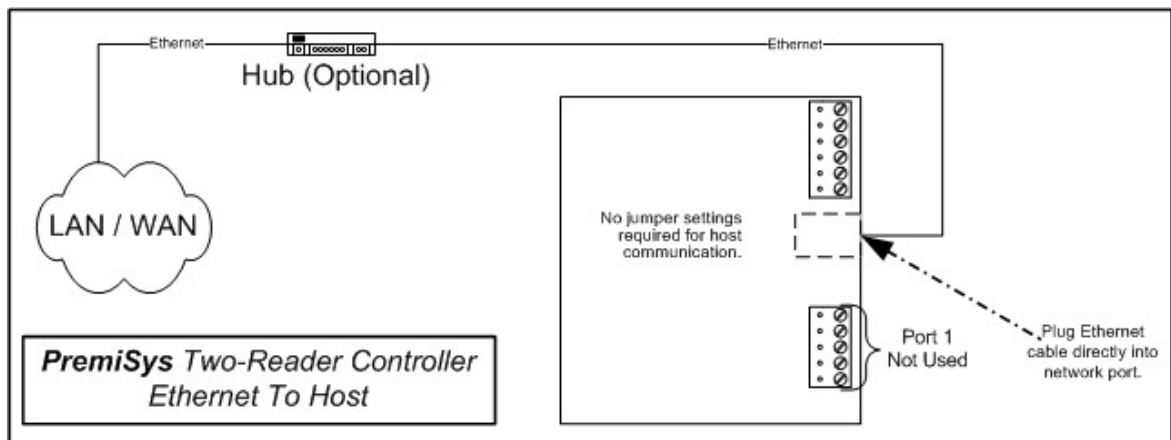 Ethernet
Ethernet
Hub (Optional)
LAN / WAN
No jumper settings
required for host
communication.
Port 1
Not Used
Plug Ethernet
cable directly into
network port.
PremiSys Two-Reader Controller
Ethernet To Host